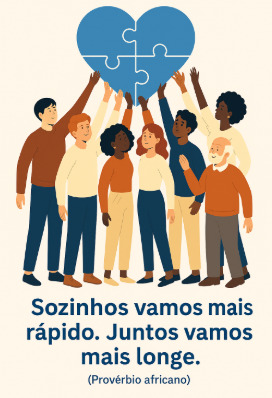 Sozinhos vamos mais
rápido. Juntos vamos
mais longe.
(Provérbio africano)